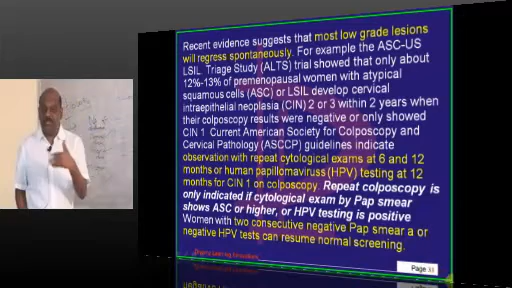 Recent evidence suggests that most low grade lesions
will regress spontaneously. For example the ASC-US
LSIL Triage Study (ALTS) trial showed that only about
12%-13% of premenopausal women with atypical
squamous cells (ASC) or LSIL develop cervical
intraepithelial neoplasia (CIN) 2 or 3 within 2 years when
their colposcopy results were negative or only showed
CIN 1 Current American Society for Colposcopy and
Cervical Pathology (ASCCP) guidelines indicate
observation with repeat cytological exams at 6 and 12
months or human papillomavirus (HPV) testing at 12
months for CIN 1 on colposcopy. Repeat colposcopy is
only indicated if cytological exam by Pap smear
shows ASC or higher, or HPV testing is positive
Women with two consecutive negative Pap smear a or
negative HPV tests can resume normal screening.
Page